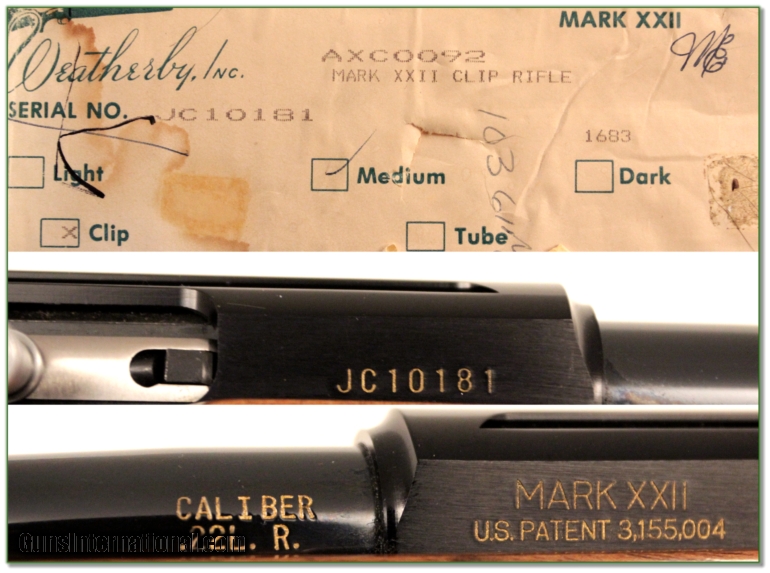 MARK XXII
Weatherby, Inc.
AXC0092
MARK XXII CLIP RIFLE
SERIAL NO. JC10181
1683
Light Medium Dark
Clip Tube
JC10181
CALIBER
MARK XXII
U.S. PATENT 3,155,004
GunsInternational.com